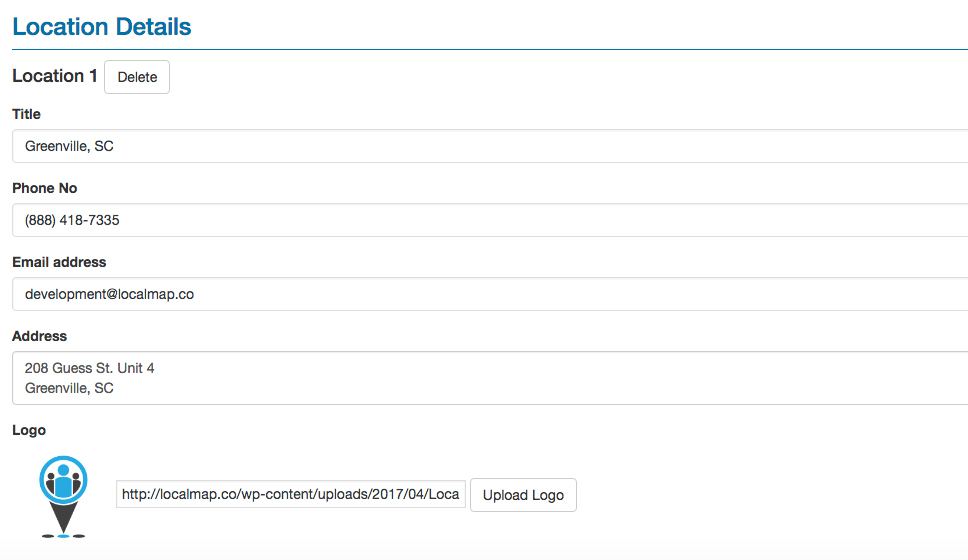 Location Details
Location 1 Delete
Title
Greenville, SC
Phone No
(888) 418-7335
Email address
development@localmap.co
Address
208 Guess St. Unit 4
Greenville, SC
Logo
http://localmap.co/wp-content/uploads/2017/04/Loca Upload Logo